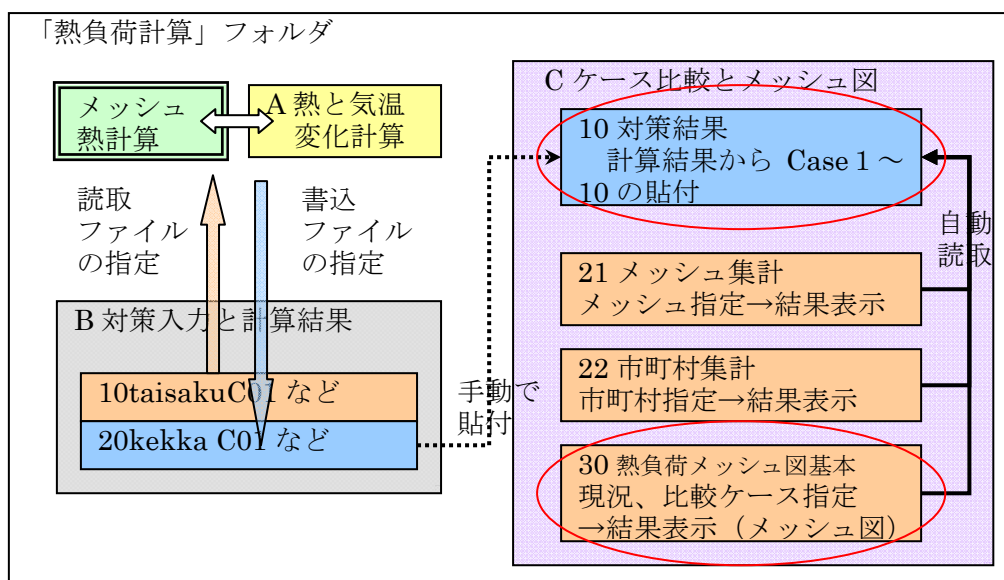 「熱負荷計算」フォルダ
メッシュ
熱計算
A 熱と気温
変化計算
読取
ファイル
の指定
書込
ファイル
の指定
B 対策入力と計算結果
10taisakuC01 など
20kekka C01 など
手動で
貼付
C ケース比較とメッシュ図
10 対策結果
計算結果から Case 1 ~
10 の貼付
自動
読取
21 メッシュ集計
メッシュ指定→結果表示
22 市町村集計
市町村指定→結果表示
30 熱負荷メッシュ図基本
現況、比較ケース指定
→結果表示（メッシュ図）